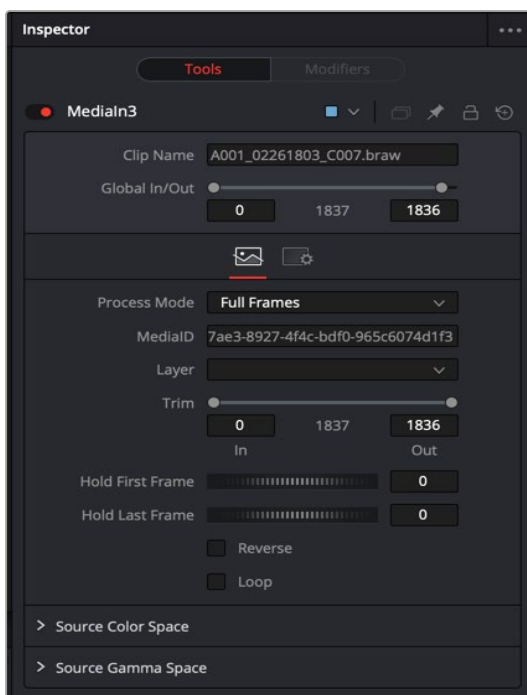 Inspector
Tools Modifiers
MediaIn3
Clip Name A001_02261803_C007.braw
Global In/Out
0 1837 1836
Process Mode Full Frames
MediaID 7ae3-8927-4f4c-bdf0-965c6074d1f3
Layer
Trim
0 1837 1836
In Out
Hold First Frame 0
Hold Last Frame 0
Reverse
Loop
Source Color Space
Source Gamma Space